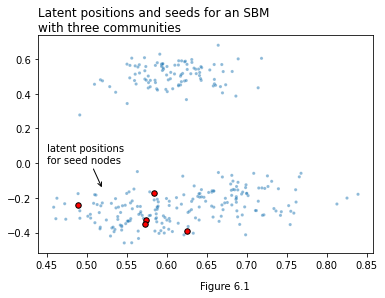 Latent positions and seeds for an SBM
with three communities
0.6
0.4
0.2
0.0
−0.2
−0.4
latent positions
for seed nodes
0.45 0.50 0.55 0.60 0.65 0.70 0.75 0.80 0.85
Figure 6.1